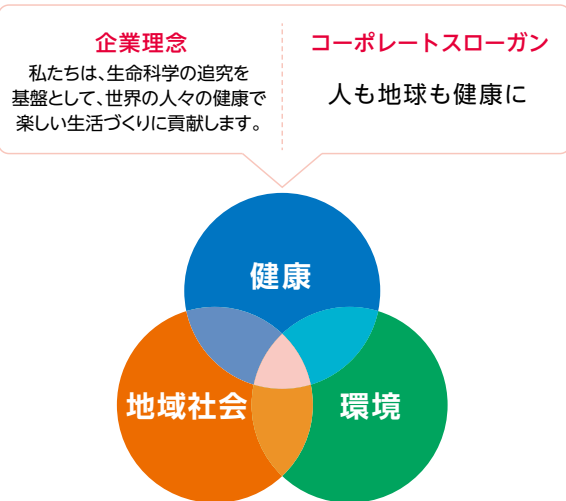 企業理念
私たちは、生命科学の追究を
基盤として、世界の人々の健康で
楽しい生活づくりに貢献します。
コーポレートスローガン
人も地球も健康に
健康
地域社会
環境